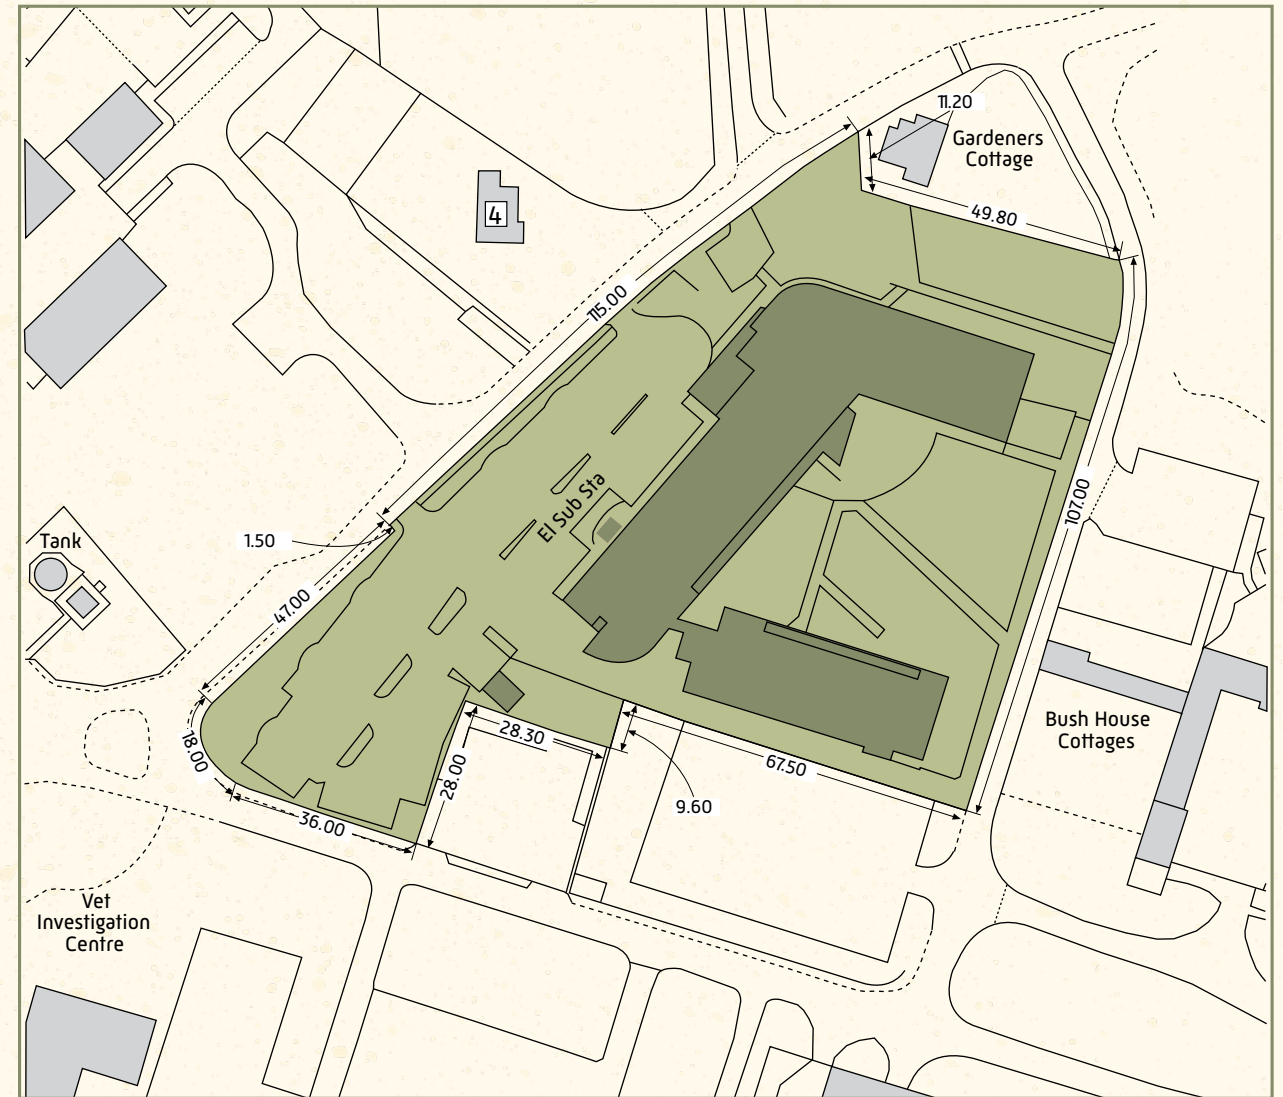 11.20
Gardeners
Cottage
4
49.80
115.00
107.00
El Sub Sta
Tank
1.50
47.00
18.00
28.30
28.00
36.00
67.50
9.60
Bush House
Cottages
Vet
Investigation
Centre